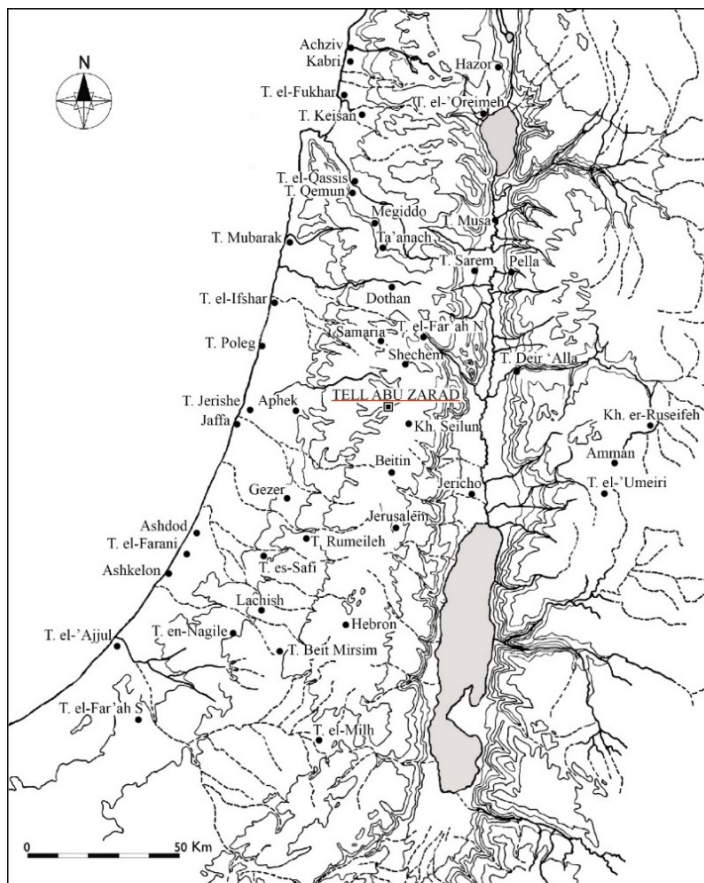 N
Achziv
Kabri
Hazor
T. el-Fukhar
T. el-'Oreimeh
T. Keisan
T. el-Qassis
T. Qemun
Megiddo
T. Musa
T. Mubarak
Ta'anach
T. Sarem
Pella
Dothan
T. el-Ifshar
Samaria
T. el-Far'ah N
T. Poleg
Shechem
T. Deir 'Alla
TELL ABU ZARAD
T. Jerishe
Aphek
Jaffa
Kh. Seilun
Kh. er-Ruseifeh
Beitin
Amman
Gezer
Jericho
T. el-'Umeiri
Ashdod
Jerusalem
T. el-Farani
T. Rumeileh
Ashkelon
T. es-Safi
Lachish
T. en-Nagile
Hebron
T. el-'Ajjul
T. Beit Mirsim
T. el-Far'ah S
T. el-Milh
0 50 Km